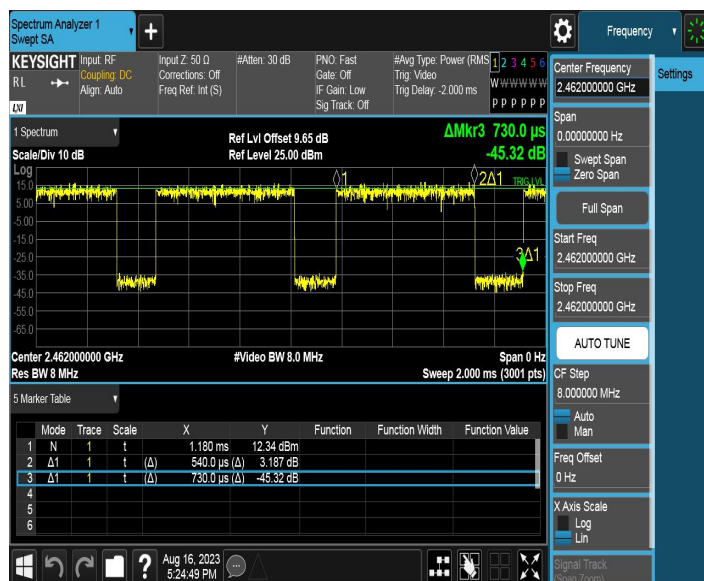 Spectrum Analyzer 1
Swept SA
Frequency
KEYSIGHT
RL
LXI
Input: RF
Coupling: DC
Align: Auto
Input Z: 50 Ω
Corrections: Off
Freq Ref: Int (S)
#Atten: 30 dB
PNO: Fast
Gate: Off
IF Gain: Low
Sig Track: Off
#Avg Type: Power (RMS
Trig: Video
Trig Delay: -2.000 ms
1 2 3 4 5 6
W W W W W W
P P P P P P
Center Frequency
2.462000000 GHz
Settings
1 Spectrum
Scale/Div 10 dB
Ref Lvl Offset 9.65 dB
Ref Level 25.00 dBm
ΔMkr3 730.0 µs
-45.32 dB
Log
15.0
5.00
-5.00
-15.0
-25.0
-35.0
-45.0
-55.0
-65.0
1
2Δ1
TRIG LVL
3Δ1
Center 2.462000000 GHz
Res BW 8 MHz
#Video BW 8.0 MHz
Span 0 Hz
Sweep 2.000 ms (3001 pts)
Span
0.00000000 Hz
Swept Span
Zero Span
Full Span
Start Freq
2.462000000 GHz
Stop Freq
2.462000000 GHz
AUTO TUNE
CF Step
8.000000 MHz
Auto
Man
Freq Offset
0 Hz
X Axis Scale
Log
Lin
Signal Track
(Span Zoom)
5 Marker Table
Mode Trace Scale X Y Function Function Width Function Value
1 N 1 t 1.180 ms 12.34 dBm
2 Δ1 1 t (Δ) 540.0 µs (Δ) 3.187 dB
3 Δ1 1 t (Δ) 730.0 µs (Δ) -45.32 dB
4
5
6
?
Aug 16, 2023
5:24:49 PM